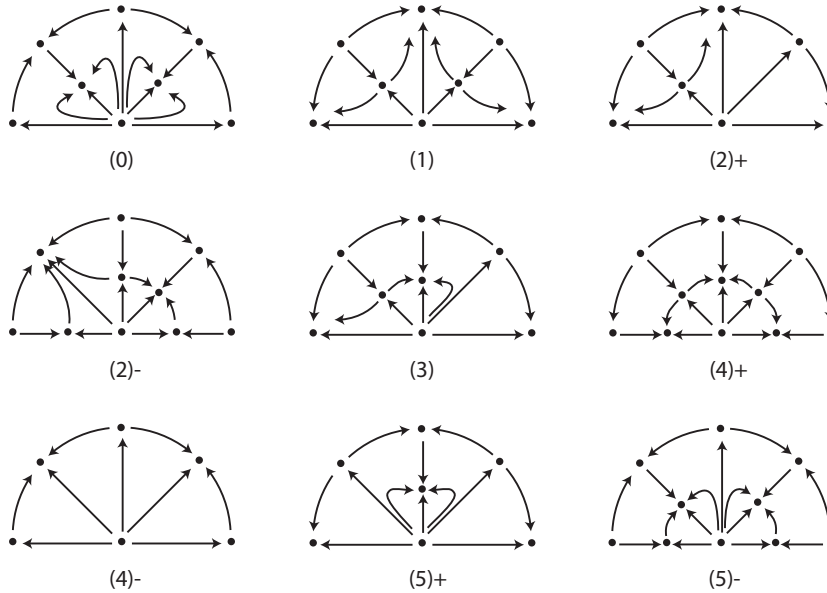 (0) (1) (2)+
(2)- (3) (4)+
(4)- (5)+ (5)-